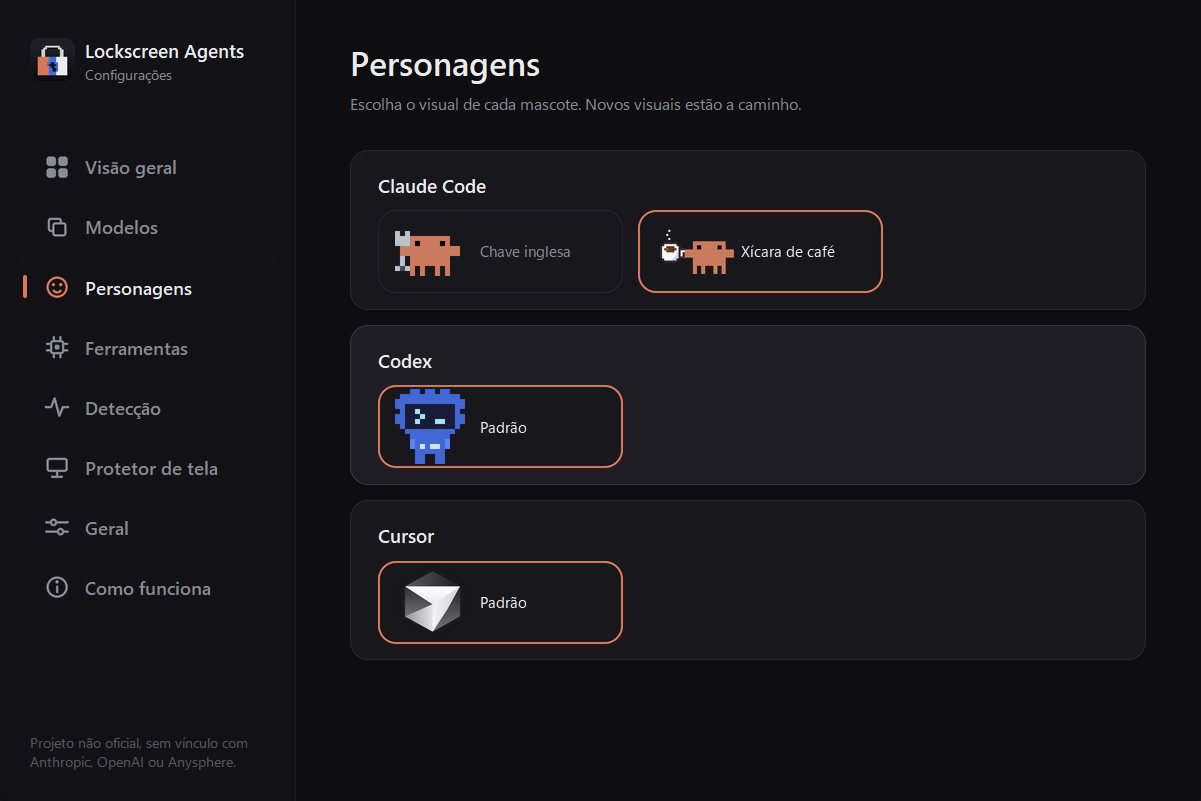 Lockscreen Agents
Configurações
Visão geral
Modelos
Personagens
Ferramentas
Detecção
Protetor de tela
Geral
Como funciona
Projeto não oficial, sem vínculo com
Anthropic, OpenAI ou Anysphere.
Personagens
Escolha o visual de cada mascote. Novos visuais estão a caminho.
Claude Code
Chave inglesa
Xícara de café
Codex
Padrão
Cursor
Padrão